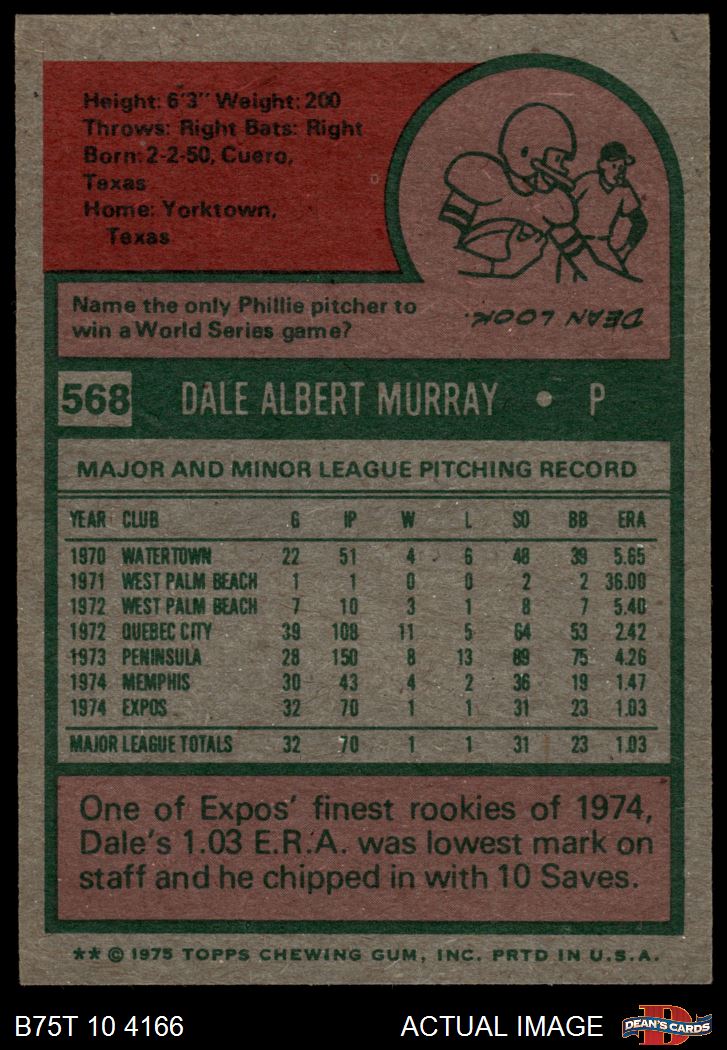 Height: 6'3" Weight: 200
Throws: Right Bats: Right
Born: 2-2-50, Cuero,
Texas
Home: Yorktown,
Texas
Name the only Phillie pitcher to
win a World Series game?
DEAN LOOK.
568 DALE ALBERT MURRAY • P
MAJOR AND MINOR LEAGUE PITCHING RECORD
YEAR CLUB G IP W L SO BB ERA
1970 WATERTOWN 22 51 4 6 48 39 5.65
1971 WEST PALM BEACH 1 1 0 0 2 2 36.00
1972 WEST PALM BEACH 7 10 3 1 8 7 5.40
1972 QUEBEC CITY 39 108 11 5 64 53 2.42
1973 PENINSULA 28 150 8 13 89 75 4.26
1974 MEMPHIS 30 43 4 2 36 19 1.47
1974 EXPOS 32 70 1 1 31 23 1.03
MAJOR LEAGUE TOTALS 32 70 1 1 31 23 1.03
One of Expos' finest rookies of 1974,
Dale's 1.03 E.R.A. was lowest mark on
staff and he chipped in with 10 Saves.
** © 1975 TOPPS CHEWING GUM, INC. PRTD IN U.S.A.
B75T 10 4166 ACTUAL IMAGE D DEAN'S CARDS